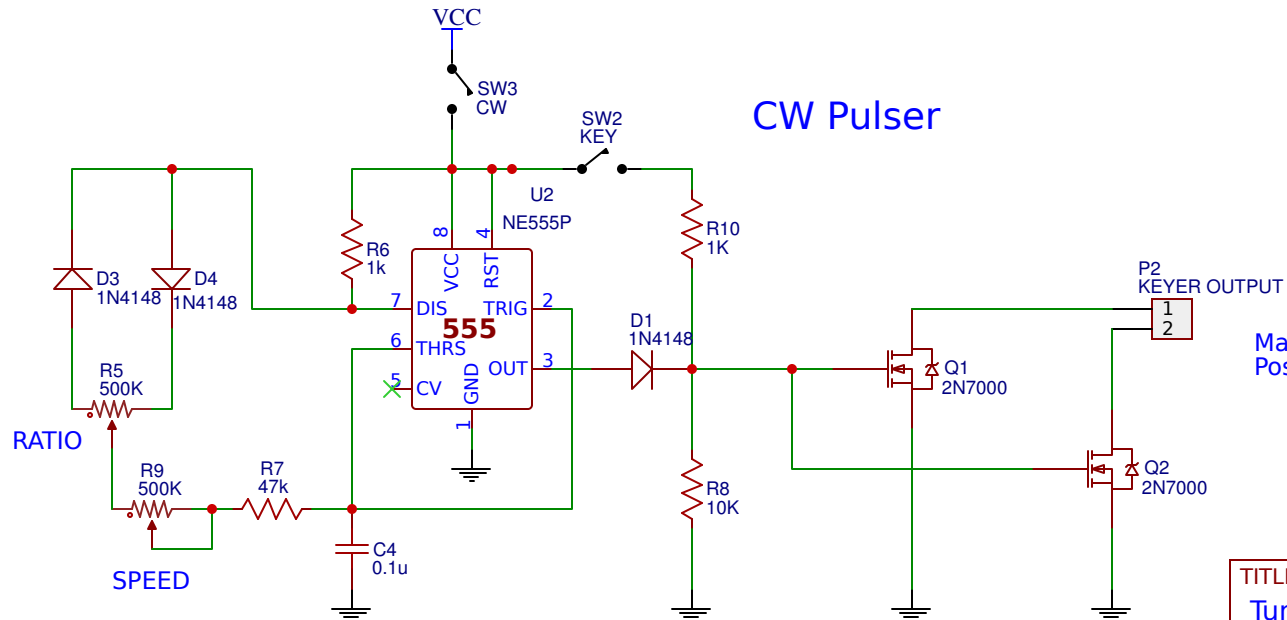 VCC
SW3
CW
SW2
KEY
CW Pulser
U2
NE555P
8
4
VCC
RST
R6
1k
R10
1K
D3
1N4148
D4
1N4148
7
DIS
TRIG
2
555
6
THRS
OUT
3
5
CV
GND
1
D1
1N4148
P2
KEYER OUTPUT
1
2
Q1
2N7000
Q2
2N7000
R5
500K
RATIO
R9
500K
SPEED
R7
47k
C4
0.1u
R8
10K